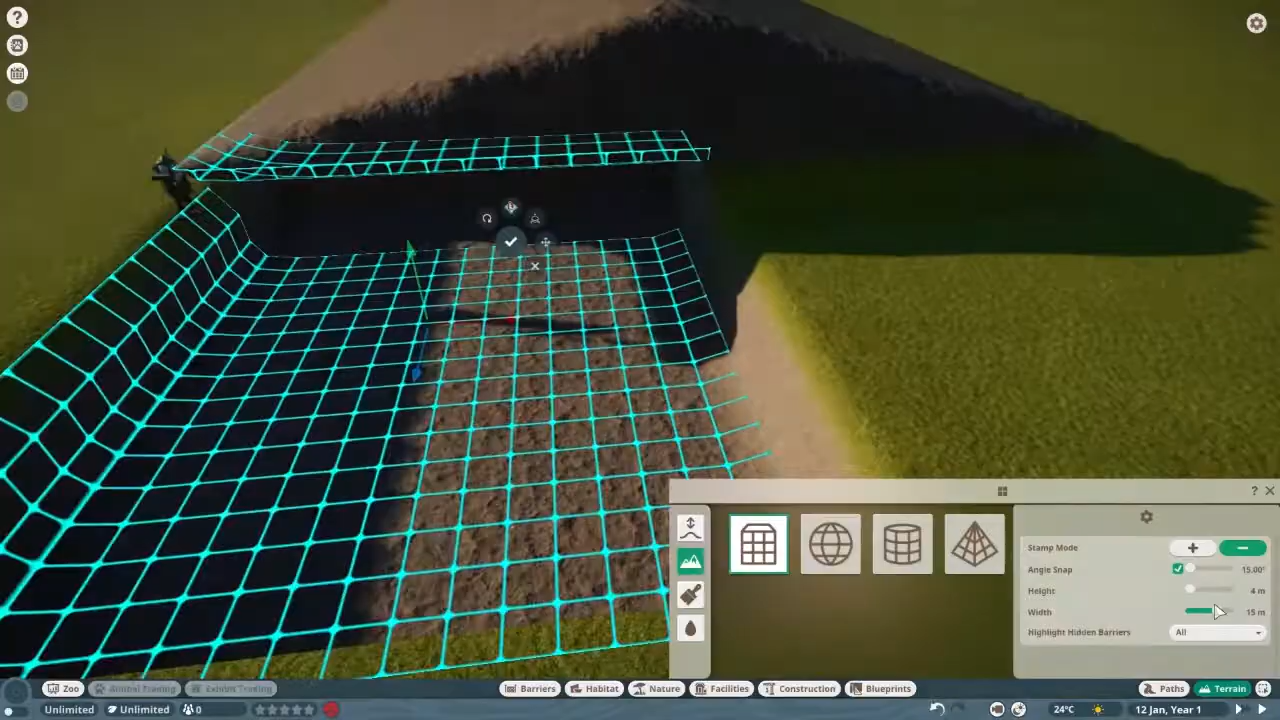 ?
? X
Stamp Mode + −
Angle Snap 15.00°
Height 4 m
Width 15 m
Highlight Hidden Barriers All
Zoo Animal Trading Exhibit Trading Barriers Habitat Nature Facilities Construction Blueprints Paths Terrain
Unlimited Unlimited 0 24°C 12 Jan, Year 1